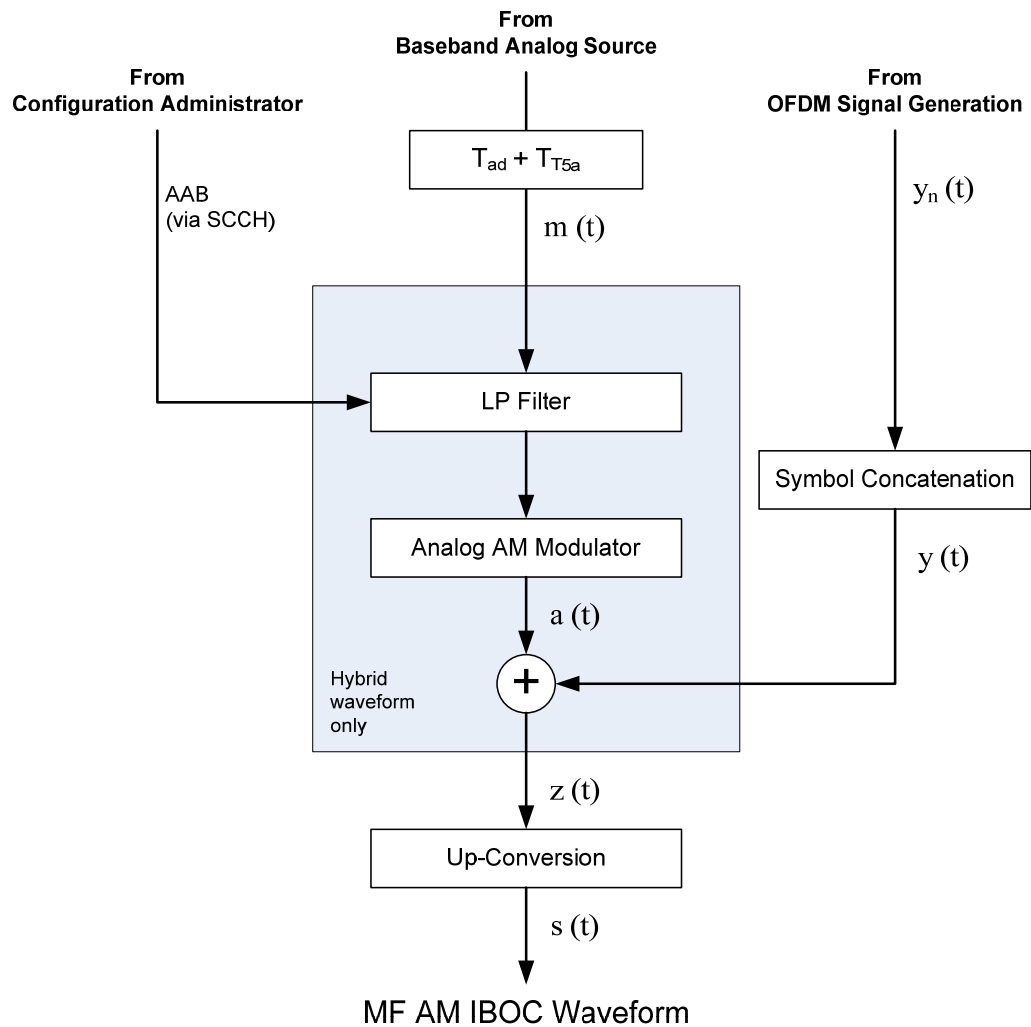 From
Baseband Analog Source
From
Configuration Administrator
From
OFDM Signal Generation
Tad + TT5a
AAB
(via SCCH)
yn (t)
m (t)
LP Filter
Symbol Concatenation
Analog AM Modulator
y (t)
a (t)
+
Hybrid
waveform
only
z (t)
Up-Conversion
s (t)
MF AM IBOC Waveform